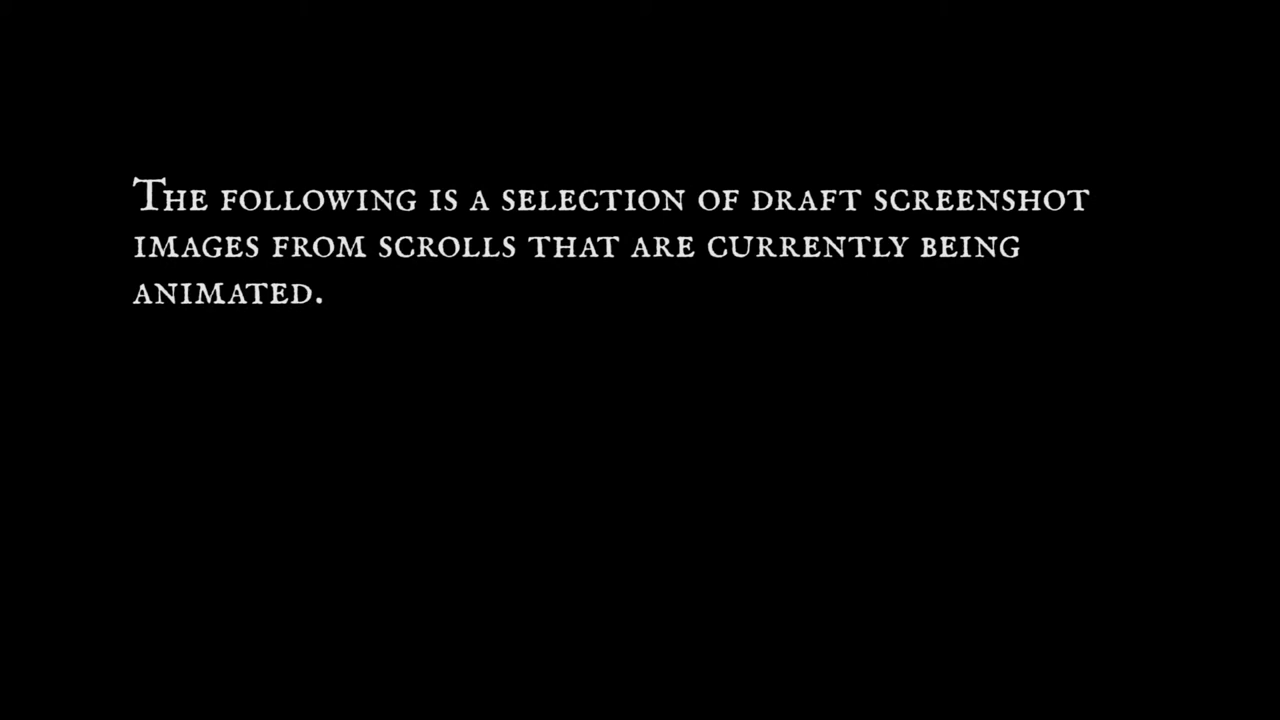 The following is a selection of draft screenshot
images from scrolls that are currently being
animated.